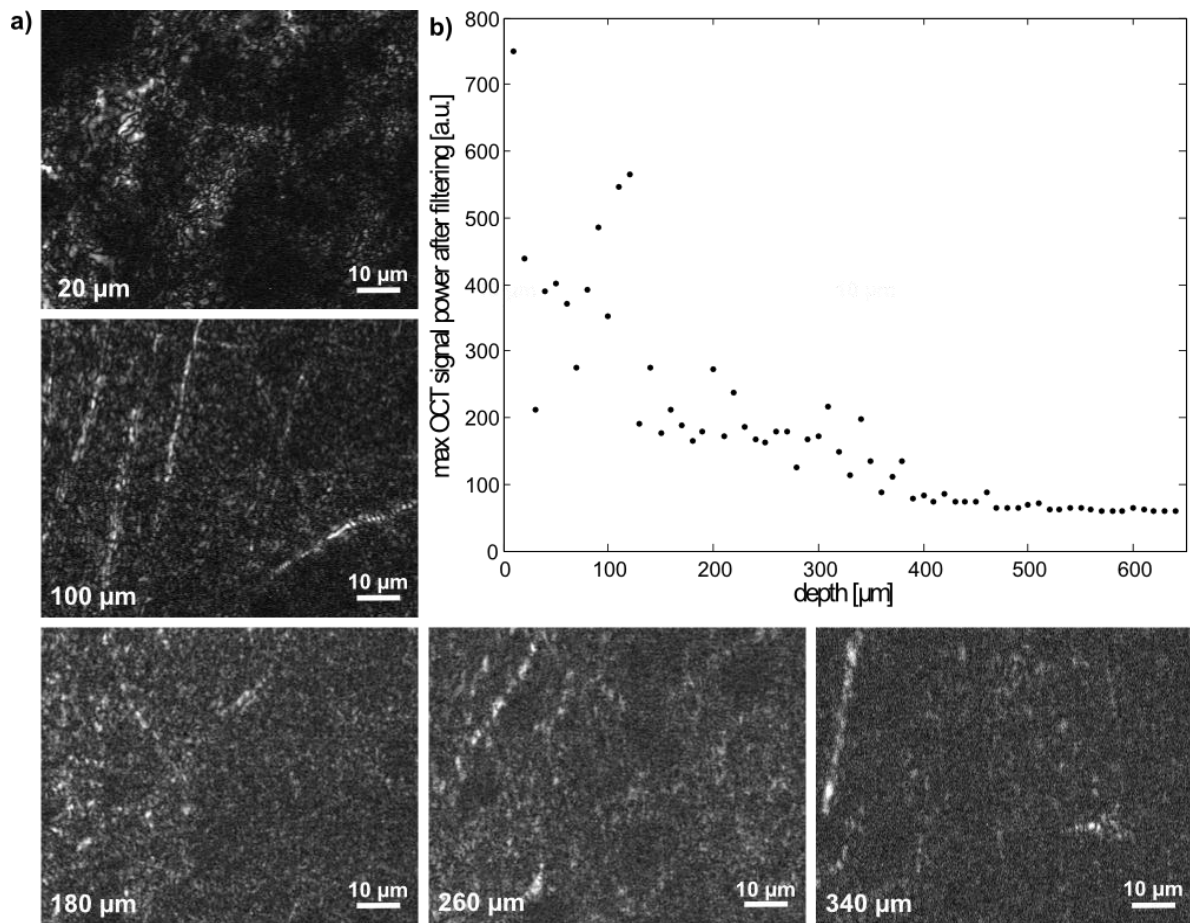 a)
20 µm
10 µm
100 µm
10 µm
180 µm
10 µm
260 µm
10 µm
340 µm
10 µm
b)
max OCT signal power after filtering [a.u.]
800
700
600
500
400
300
200
100
0
0 100 200 300 400 500 600
depth [µm]